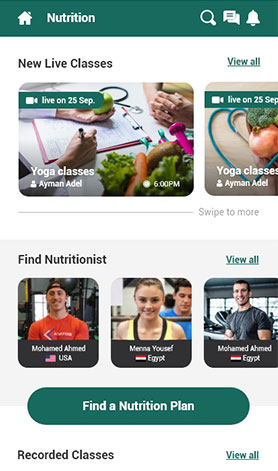 Nutrition
New Live Classes
View all
live on 25 Sep.
Yoga classes
Ayman Adel
6:00PM
live on 25 Sep.
Yoga classes
Ayman Adel
Swipe to more
Find Nutritionist
View all
Mohamed Ahmed
USA
Menna Yousef
Egypt
Mohamed Ahmed
Egypt
Find a Nutrition Plan
Recorded Classes
View all